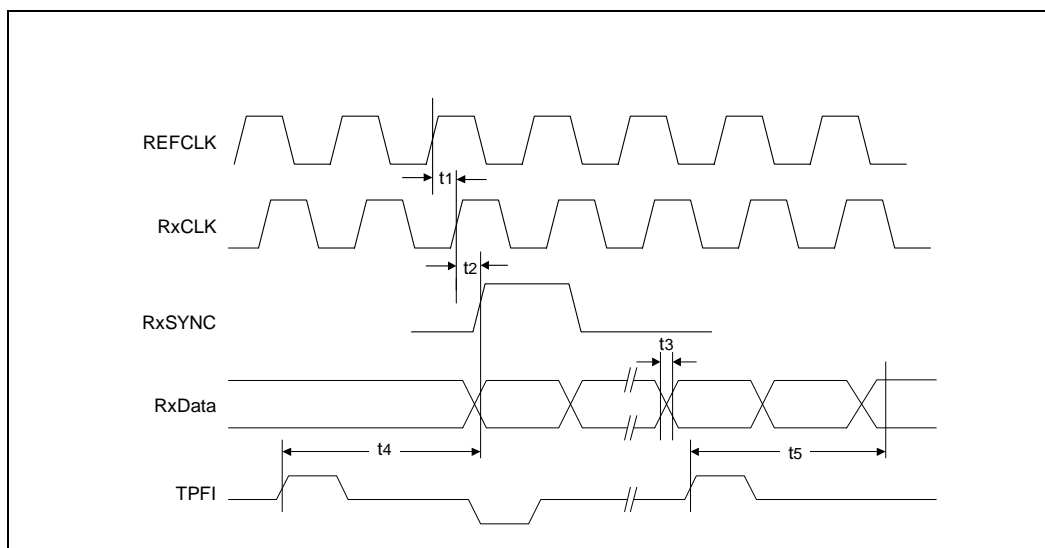 REFCLK
t1
RxCLK
t2
RxSYNC
t3
RxData
t4
t5
TPFI